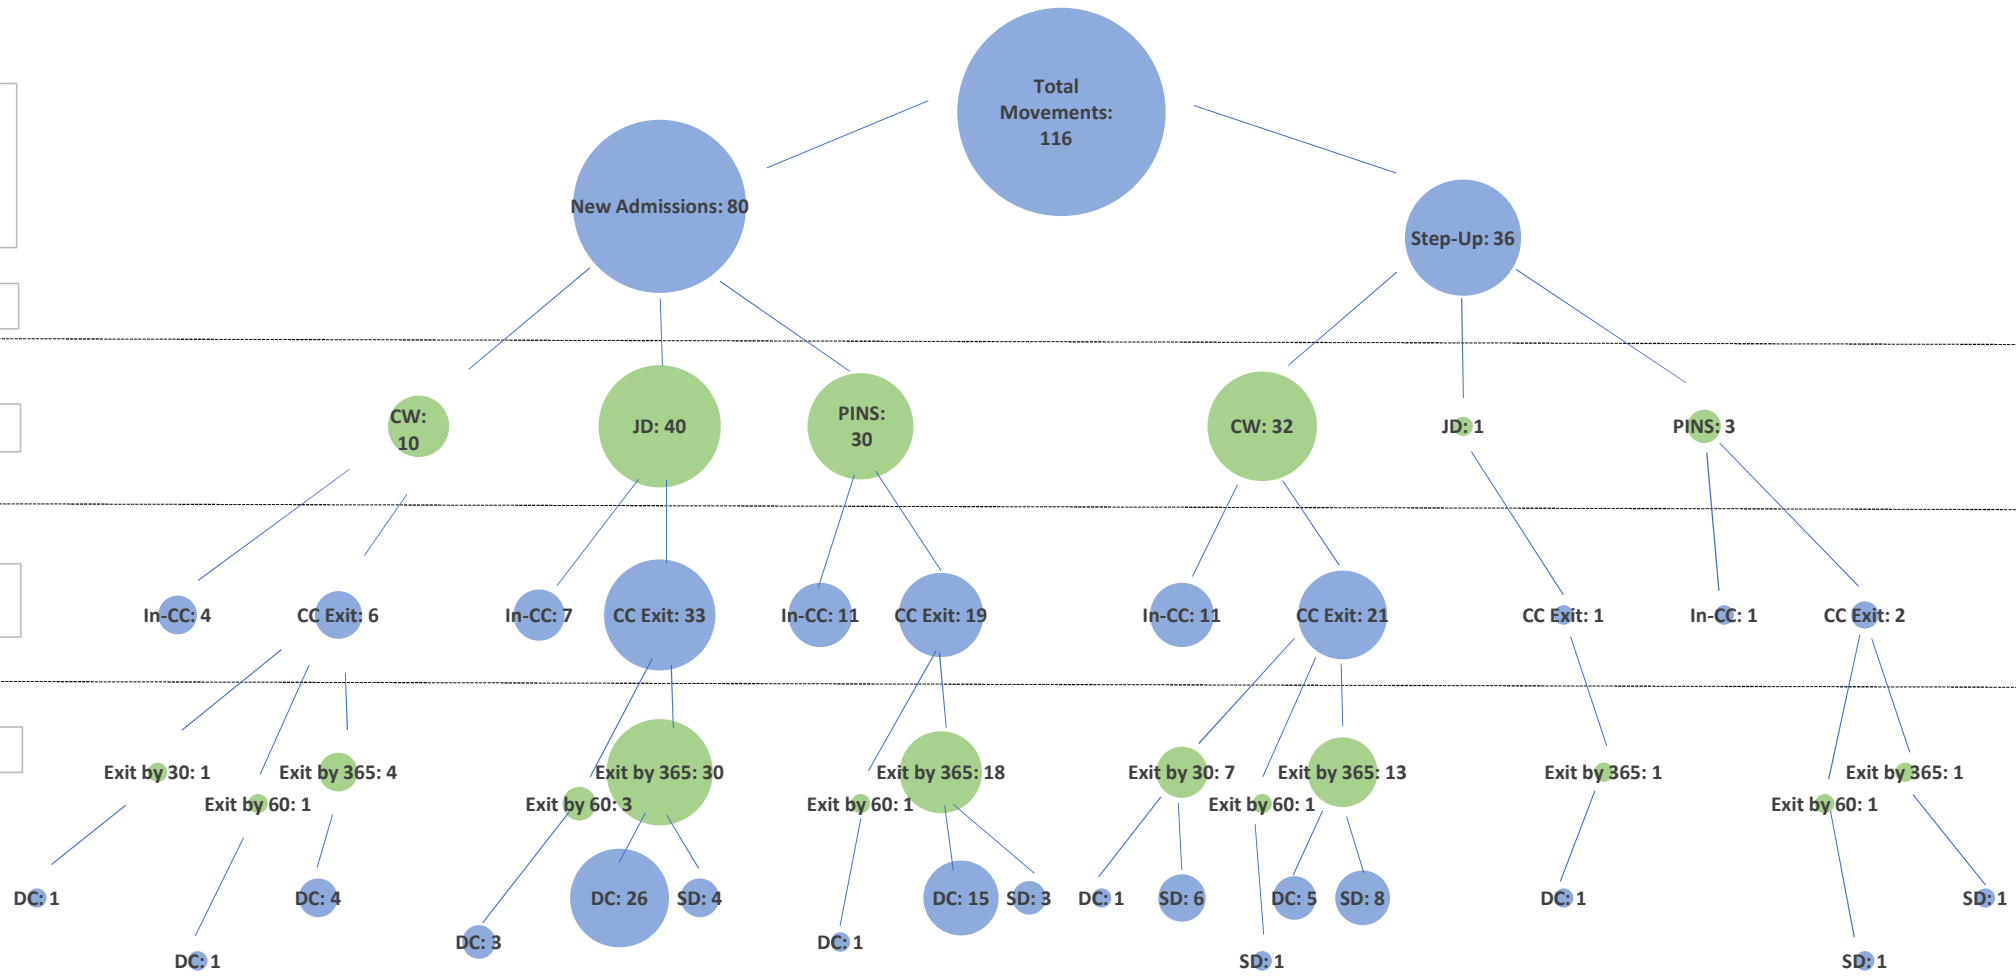 Total
Movements:
116
New Admissions: 80
Step-Up: 36
CW:
10
JD: 40
PINS:
30
CW: 32
JD: 1
PINS: 3
In-CC: 4
CC Exit: 6
In-CC: 7
CC Exit: 33
In-CC: 11
CC Exit: 19
In-CC: 11
CC Exit: 21
CC Exit: 1
In-CC: 1
CC Exit: 2
Exit by 30: 1
Exit by 60: 1
Exit by 365: 4
Exit by 60: 3
Exit by 365: 30
Exit by 60: 1
Exit by 365: 18
Exit by 30: 7
Exit by 60: 1
Exit by 365: 13
Exit by 365: 1
Exit by 60: 1
Exit by 365: 1
DC: 1
DC: 1
DC: 4
DC: 3
DC: 26
SD: 4
DC: 1
DC: 15
SD: 3
DC: 1
SD: 6
SD: 1
DC: 5
SD: 8
DC: 1
SD: 1
SD: 1